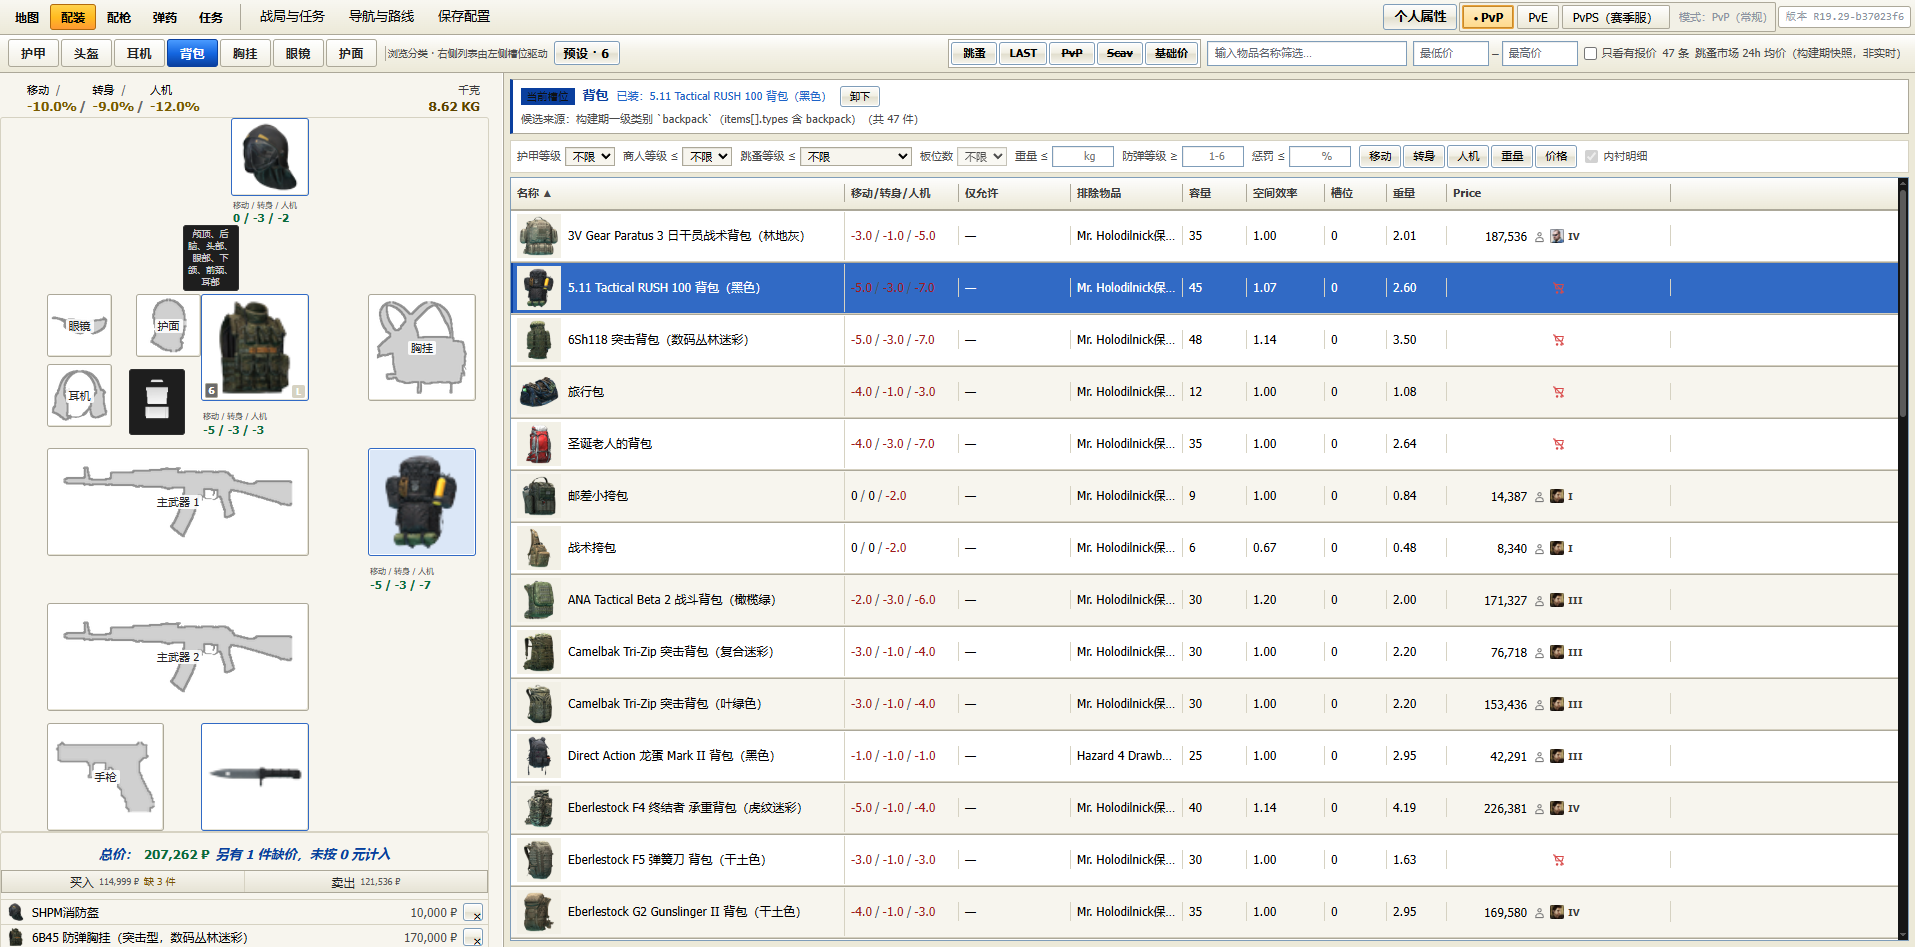 地图 配装 配枪 弹药 任务 战局与任务 导航与路线 保存配置 个人属性 • PvP PvE PvPS（赛季服） 模式：PvP（常规） 版本 R19.29-b37023f6
护甲 头盔 耳机 背包 胸挂 眼镜 护面 浏览分类 · 右侧列表由左侧槽位驱动 预设 · 6 跳蚤 LAST PvP Scav 基础价 输入物品名称筛选... 最低价 – 最高价 只看有报价 47 条 跳蚤市场 24h 均价（构建期快照，非实时）
移动 / 转身 / 人机 千克
-10.0% / -9.0% / -12.0% 8.62 KG
移动 / 转身 / 人机
0 / -3 / -2
颅顶、后
脑、头部、
眼部、下
颌、前颈、
耳部
眼镜 护面 胸挂
耳机 6 L
移动 / 转身 / 人机
-5 / -3 / -3
主武器 1
移动 / 转身 / 人机
-5 / -3 / -7
主武器 2
手枪
总价： 207,262 ₽ 另有 1 件缺价，未按 0 元计入
买入 114,999 ₽ 缺 3 件 卖出 121,536 ₽
SHPM消防盔 10,000 ₽ ×
6B45 防弹胸挂（突击型，数码丛林迷彩） 170,000 ₽ ×
当前槽位 背包 已装：5.11 Tactical RUSH 100 背包（黑色） 卸下
候选来源：构建期一级类别 `backpack`（items[].types 含 backpack）（共 47 件）
护甲等级 不限 商人等级 ≤ 不限 跳蚤等级 ≤ 不限 板位数 不限 重量 ≤ kg 防弹等级 ≥ 1-6 惩罚 ≤ % 移动 转身 人机 重量 价格 内衬明细
名称 ▲ 移动/转身/人机 仅允许 排除物品 容量 空间效率 槽位 重量 Price
3V Gear Paratus 3 日干员战术背包（林地灰） -3.0 / -1.0 / -5.0 — Mr. Holodilnick保... 35 1.00 0 2.01 187,536 IV
5.11 Tactical RUSH 100 背包（黑色） -5.0 / -3.0 / -7.0 — Mr. Holodilnick保... 45 1.07 0 2.60
6Sh118 突击背包（数码丛林迷彩） -5.0 / -3.0 / -7.0 — Mr. Holodilnick保... 48 1.14 0 3.50
旅行包 -4.0 / -1.0 / -3.0 — Mr. Holodilnick保... 12 1.00 0 1.08
圣诞老人的背包 -4.0 / -3.0 / -7.0 — Mr. Holodilnick保... 35 1.00 0 2.64
邮差小挎包 0 / 0 / -2.0 — Mr. Holodilnick保... 9 1.00 0 0.84 14,387 I
战术挎包 0 / 0 / -2.0 — Mr. Holodilnick保... 6 0.67 0 0.48 8,340 I
ANA Tactical Beta 2 战斗背包（橄榄绿） -2.0 / -3.0 / -6.0 — Mr. Holodilnick保... 30 1.20 0 2.00 171,327 III
Camelbak Tri-Zip 突击背包（复合迷彩） -3.0 / -1.0 / -4.0 — Mr. Holodilnick保... 30 1.00 0 2.20 76,718 III
Camelbak Tri-Zip 突击背包（叶绿色） -3.0 / -1.0 / -4.0 — Mr. Holodilnick保... 30 1.00 0 2.20 153,436 III
Direct Action 龙蛋 Mark II 背包（黑色） -1.0 / -1.0 / -1.0 — Hazard 4 Drawb... 25 1.00 0 2.95 42,291 III
Eberlestock F4 终结者 承重背包（虎纹迷彩） -5.0 / -1.0 / -4.0 — Mr. Holodilnick保... 40 1.14 0 4.19 226,381 IV
Eberlestock F5 弹簧刀 背包（干土色） -3.0 / -1.0 / -3.0 — Mr. Holodilnick保... 30 1.00 0 1.63
Eberlestock G2 Gunslinger II 背包（干土色） -4.0 / -1.0 / -3.0 — Mr. Holodilnick保... 35 1.00 0 2.95 169,580 IV